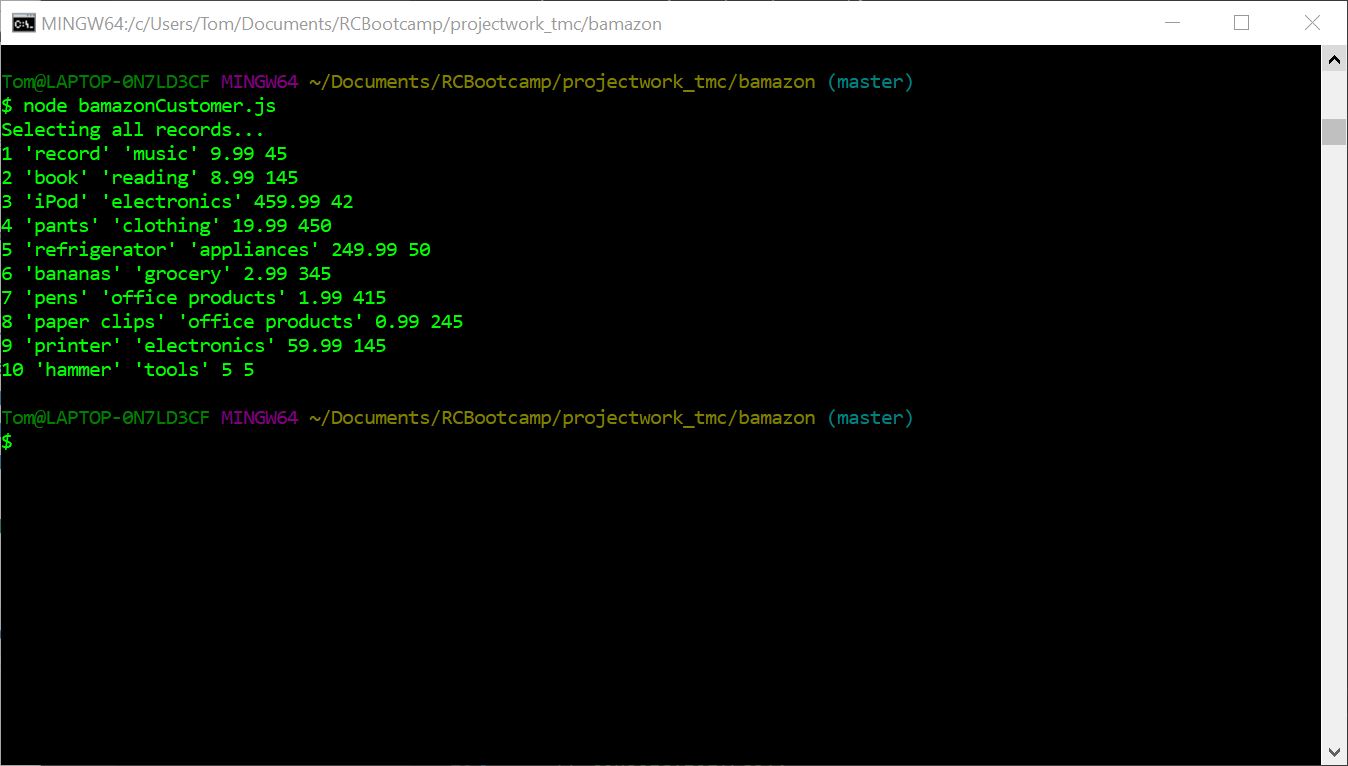 MINGW64:/c/Users/Tom/Documents/RCBootcamp/projectwork_tmc/bamazon
Tom@LAPTOP-0N7LD3CF MINGW64 ~/Documents/RCBootcamp/projectwork_tmc/bamazon (master)
$ node bamazonCustomer.js
Selecting all records...
1 'record' 'music' 9.99 45
2 'book' 'reading' 8.99 145
3 'iPod' 'electronics' 459.99 42
4 'pants' 'clothing' 19.99 450
5 'refrigerator' 'appliances' 249.99 50
6 'bananas' 'grocery' 2.99 345
7 'pens' 'office products' 1.99 415
8 'paper clips' 'office products' 0.99 245
9 'printer' 'electronics' 59.99 145
10 'hammer' 'tools' 5 5
Tom@LAPTOP-0N7LD3CF MINGW64 ~/Documents/RCBootcamp/projectwork_tmc/bamazon (master)
$